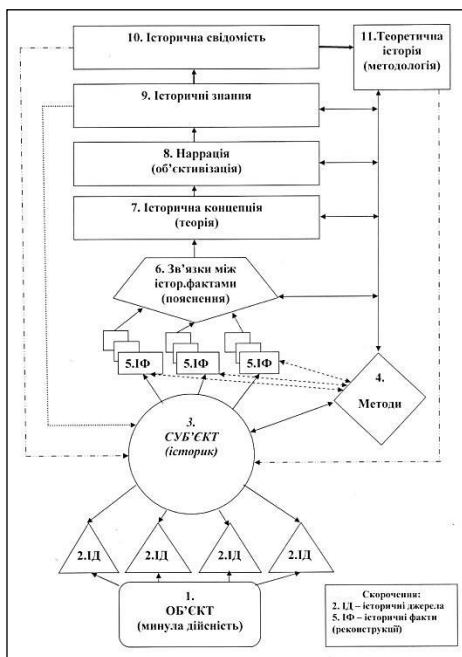 10. Історична свідомість
11.Теоретична
історія
(методологія)
9. Історичні знання
8. Наррація
(об'єктивізація)
7. Історична концепція
(теорія)
6. Зв'язки між
істор.фактами
(пояснення)
5.ІФ
5.ІФ
5.ІФ
4.
Методи
3.
СУБ'ЄКТ
(історик)
2.ІД
2.ІД
2.ІД
2.ІД
1.
ОБ'ЄКТ
(минула дійсність)
Скорочення:
2. ІД – історичні джерела
5. ІФ – історичні факти
(реконструкції)